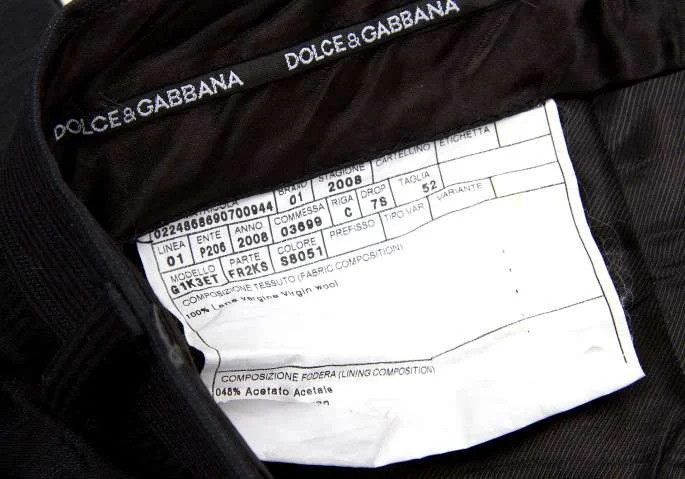 DOLCE&GABBANA DOLCE&GABBANA
BRAND STAGIONE CARTELLINO ETICHETTA
0224868690700944 01 2008
LINEA ENTE ANNO COMMESSA RIGA DROP TAGLIA
01 P206 2008 03699 C 7S 52
MODELLO PARTE COLORE PREFISSO TIPO VAR VARIANTE
G1K3ET FR2KS S8051
COMPOSIZIONE TESSUTO (FABRIC COMPOSITION)
100% Lana Vergine Virgin Wool
COMPOSIZIONE FODERA (LINING COMPOSITION)
048% Acetato Acetate